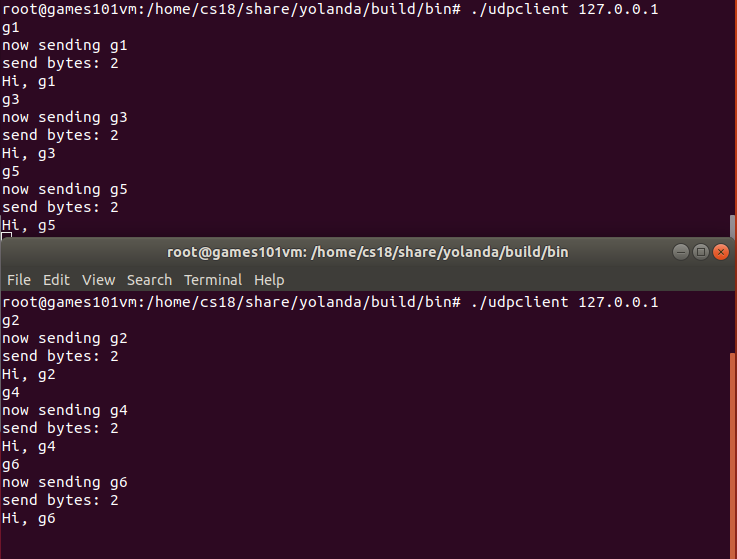 root@games101vm:/home/cs18/share/yolanda/build/bin# ./udpclient 127.0.0.1
g1
now sending g1
send bytes: 2
Hi, g1
g3
now sending g3
send bytes: 2
Hi, g3
g5
now sending g5
send bytes: 2
Hi, g5
root@games101vm: /home/cs18/share/yolanda/build/bin
File Edit View Search Terminal Help
root@games101vm:/home/cs18/share/yolanda/build/bin# ./udpclient 127.0.0.1
g2
now sending g2
send bytes: 2
Hi, g2
g4
now sending g4
send bytes: 2
Hi, g4
g6
now sending g6
send bytes: 2
Hi, g6